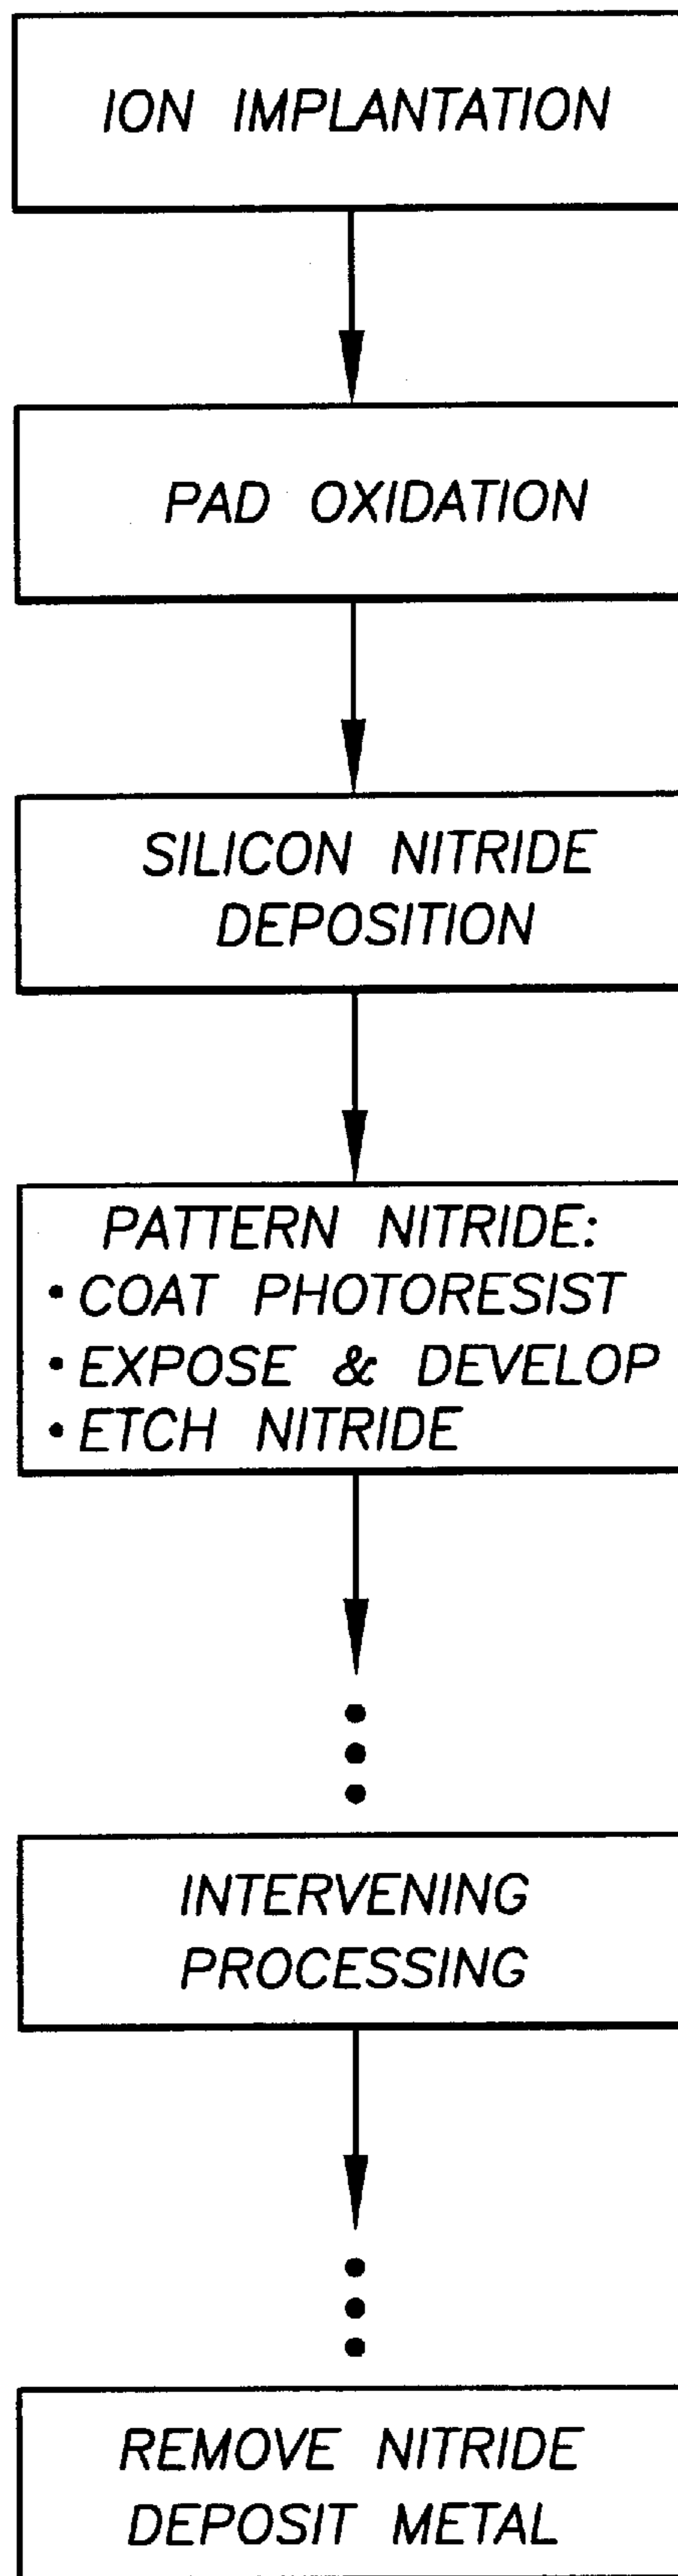 ION IMPLANTATION
PAD OXIDATION
SILICON NITRIDE
DEPOSITION
PATTERN NITRIDE:
• COAT PHOTORESIST
• EXPOSE & DEVELOP
• ETCH NITRIDE
INTERVENING
PROCESSING
REMOVE NITRIDE
DEPOSIT METAL